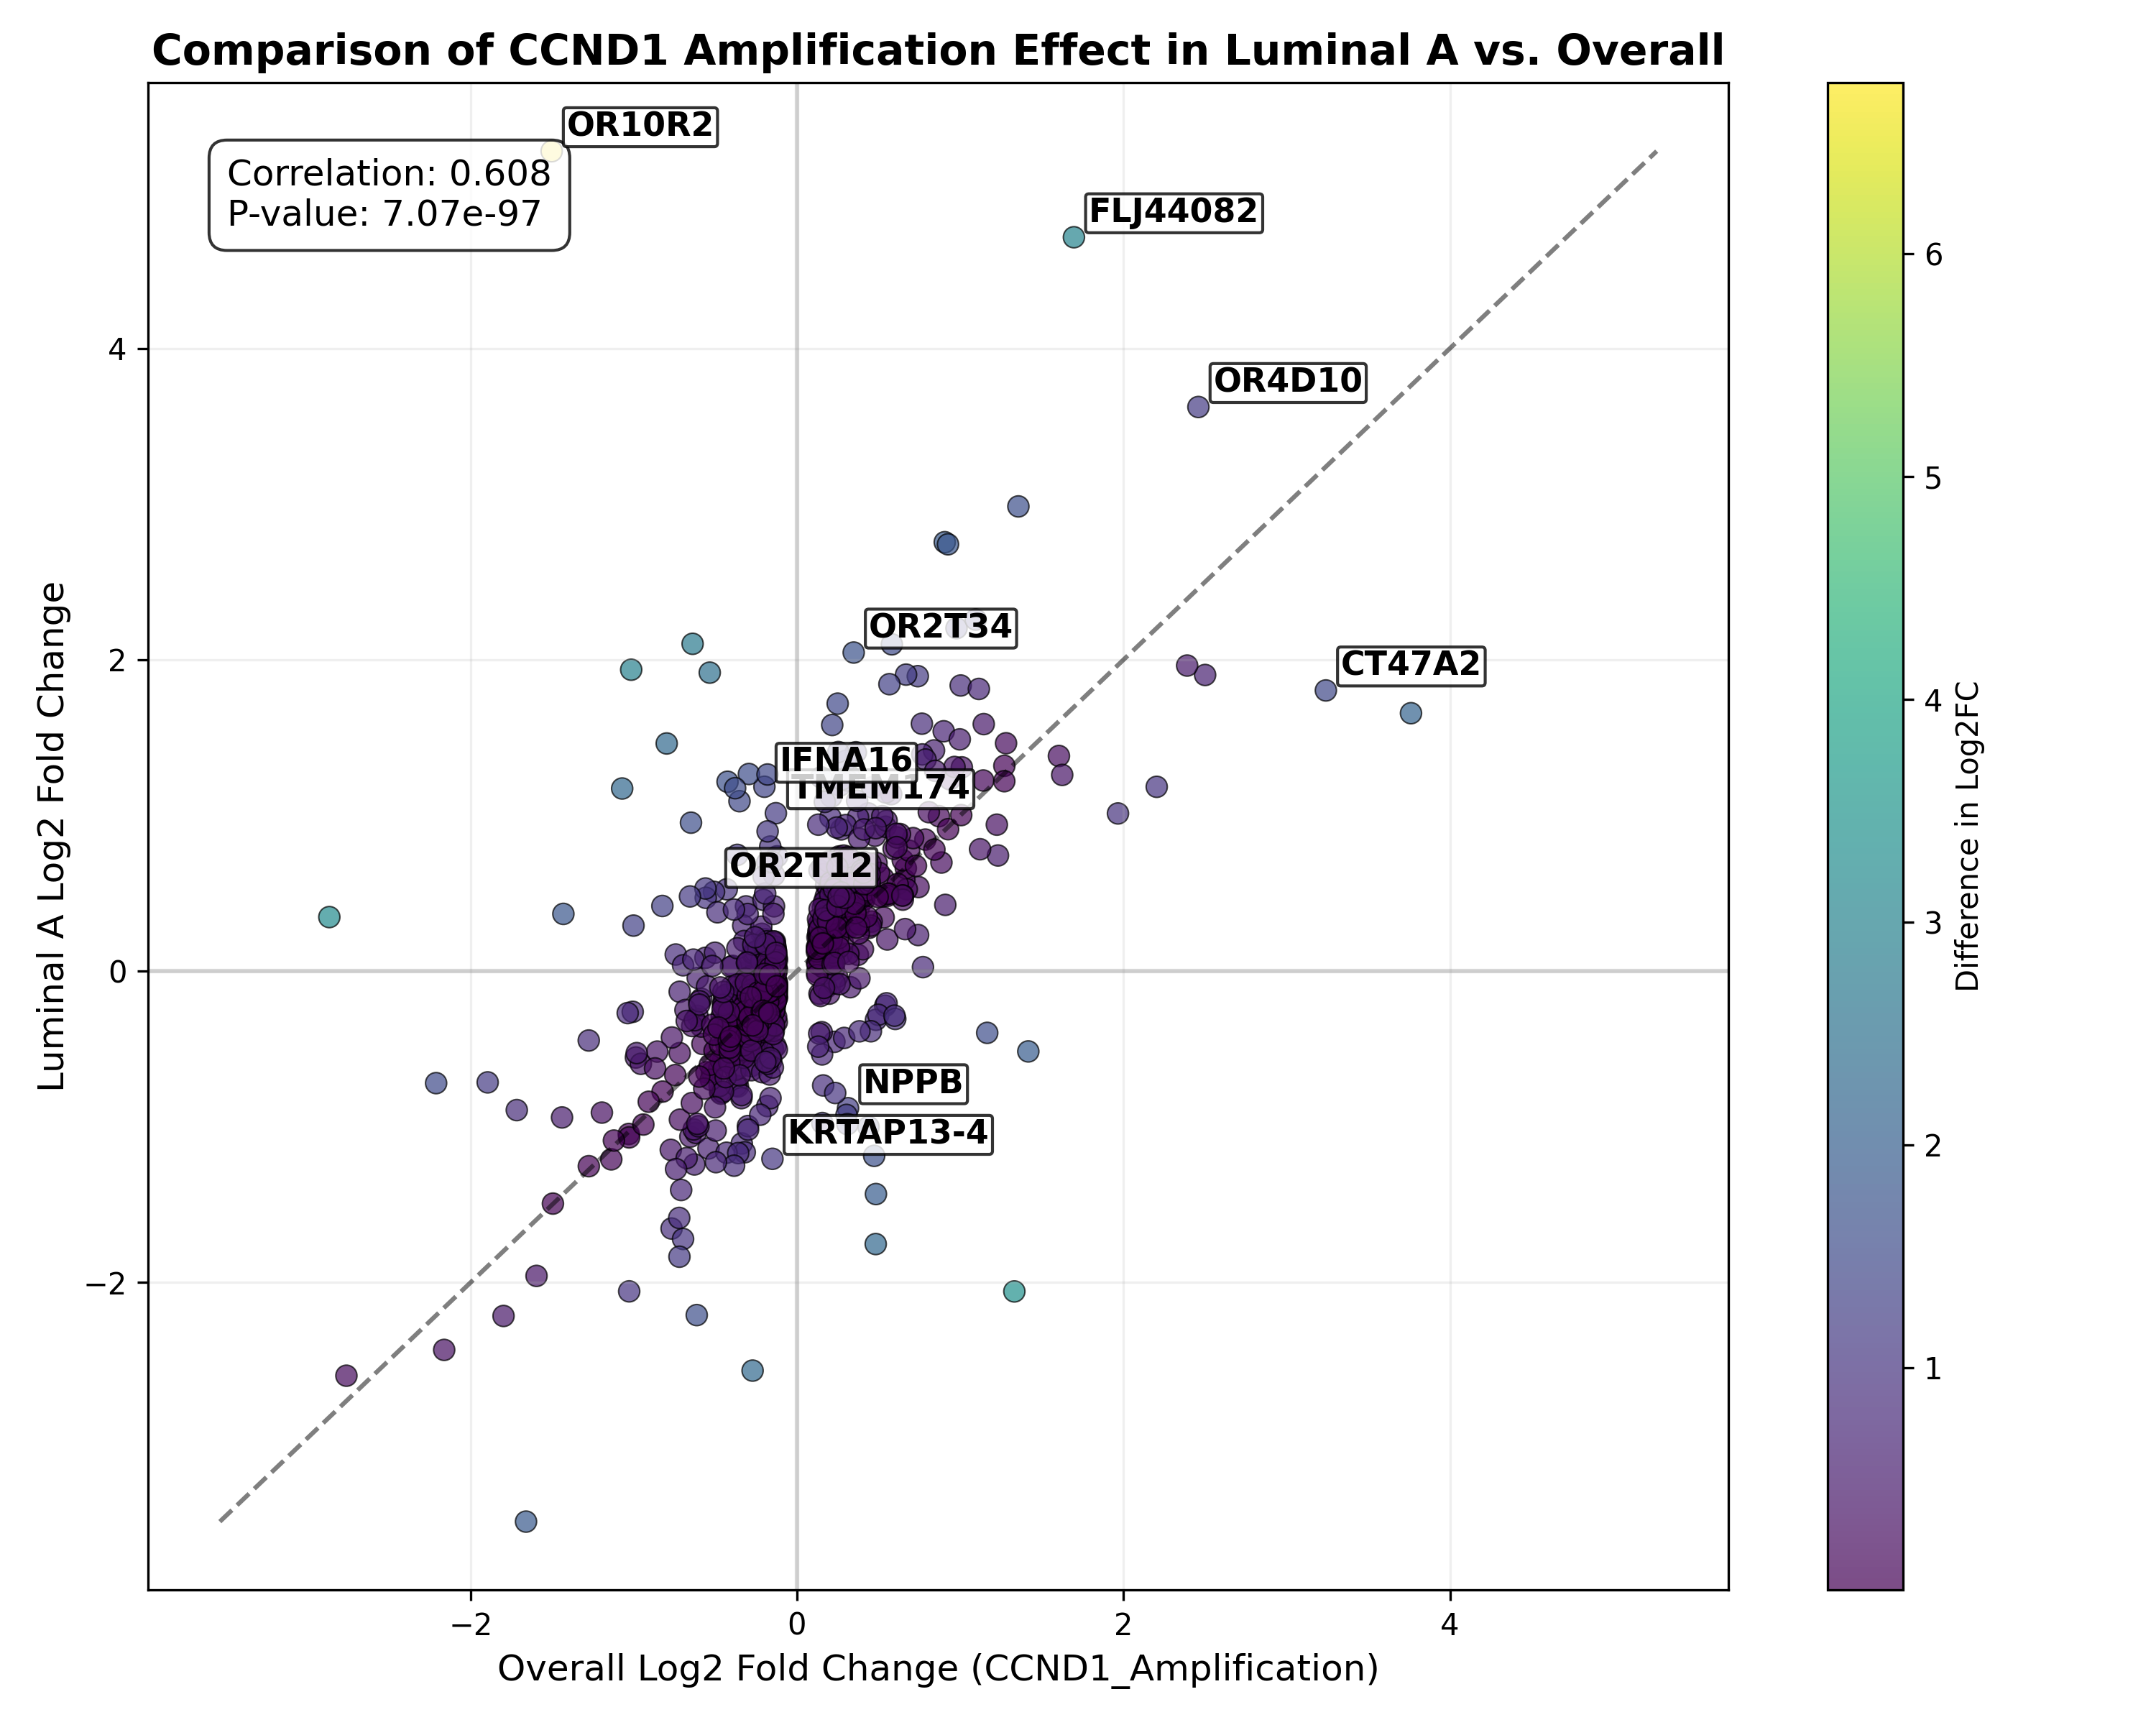 Comparison of CCND1 Amplification Effect in Luminal A vs. Overall
OR10R2
Correlation: 0.608
P-value: 7.07e-97
FLJ44082
OR4D10
OR2T34
CT47A2
IFNA16
TMEM174
OR2T12
NPPB
KRTAP13-4
4
2
0
−2
−2
0
2
4
Luminal A Log2 Fold Change
Overall Log2 Fold Change (CCND1_Amplification)
6
5
4
3
2
1
Difference in Log2FC